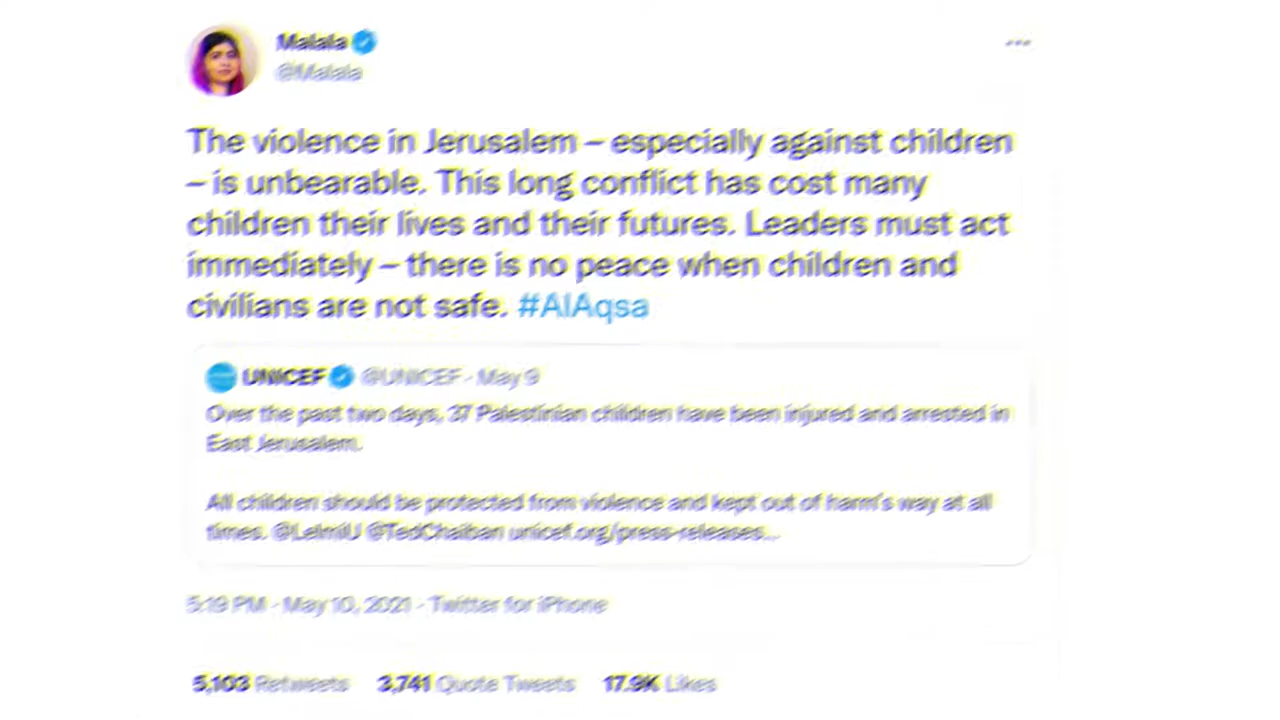 Malala
@Malala
The violence in Jerusalem – especially against children
– is unbearable. This long conflict has cost many
children their lives and their futures. Leaders must act
immediately – there is no peace when children and
civilians are not safe. #AlAqsa
UNICEF @UNICEF · May 9
Over the past two days, 37 Palestinian children have been injured and arrested in
East Jerusalem.
All children should be protected from violence and kept out of harm's way at all
times. @LeImiU @TedChaiban unicef.org/press-releases...
5:19 PM · May 10, 2021 · Twitter for iPhone
5,103 Retweets 3,741 Quote Tweets 17.9K Likes